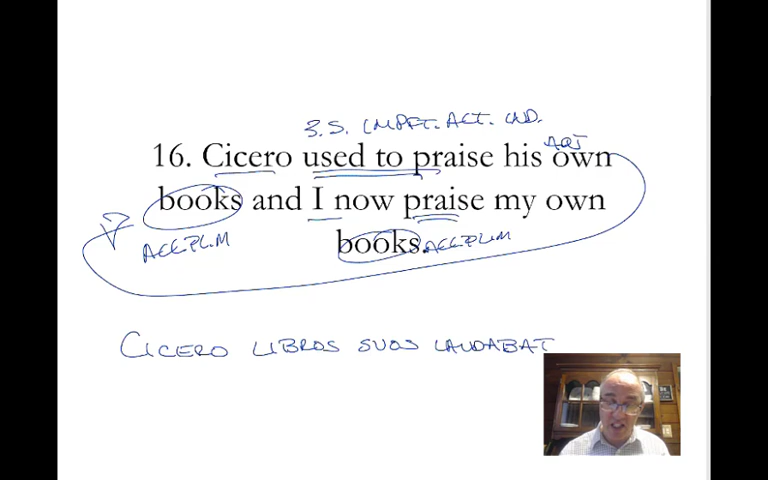 3. S. IMPFT. ACT. IND.
ADJ
16. Cicero used to praise his own
books and I now praise my own
ACC. PL. M
books. ACC. PL. M
CICERO LIBROS SUOS LAUDABAT